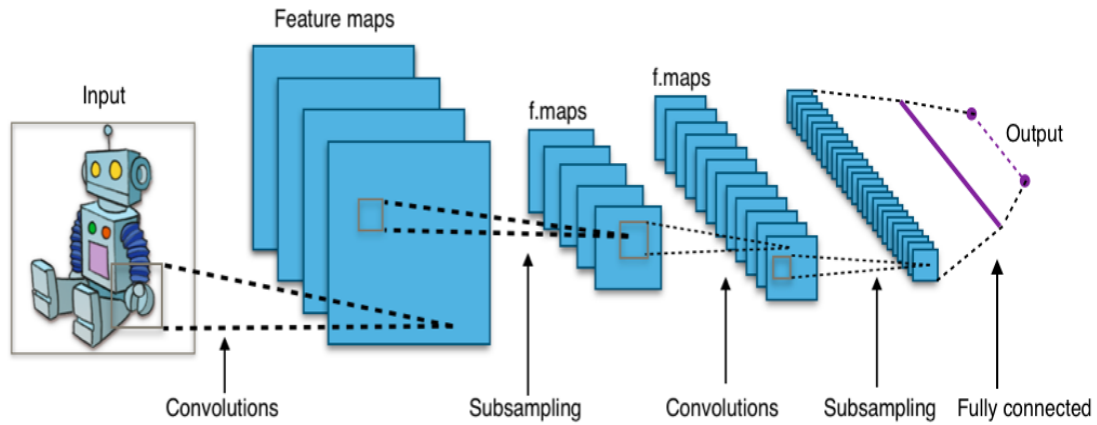 Feature maps
f.maps
Input
f.maps
Output
Convolutions
Subsampling
Convolutions
Subsampling
Fully connected